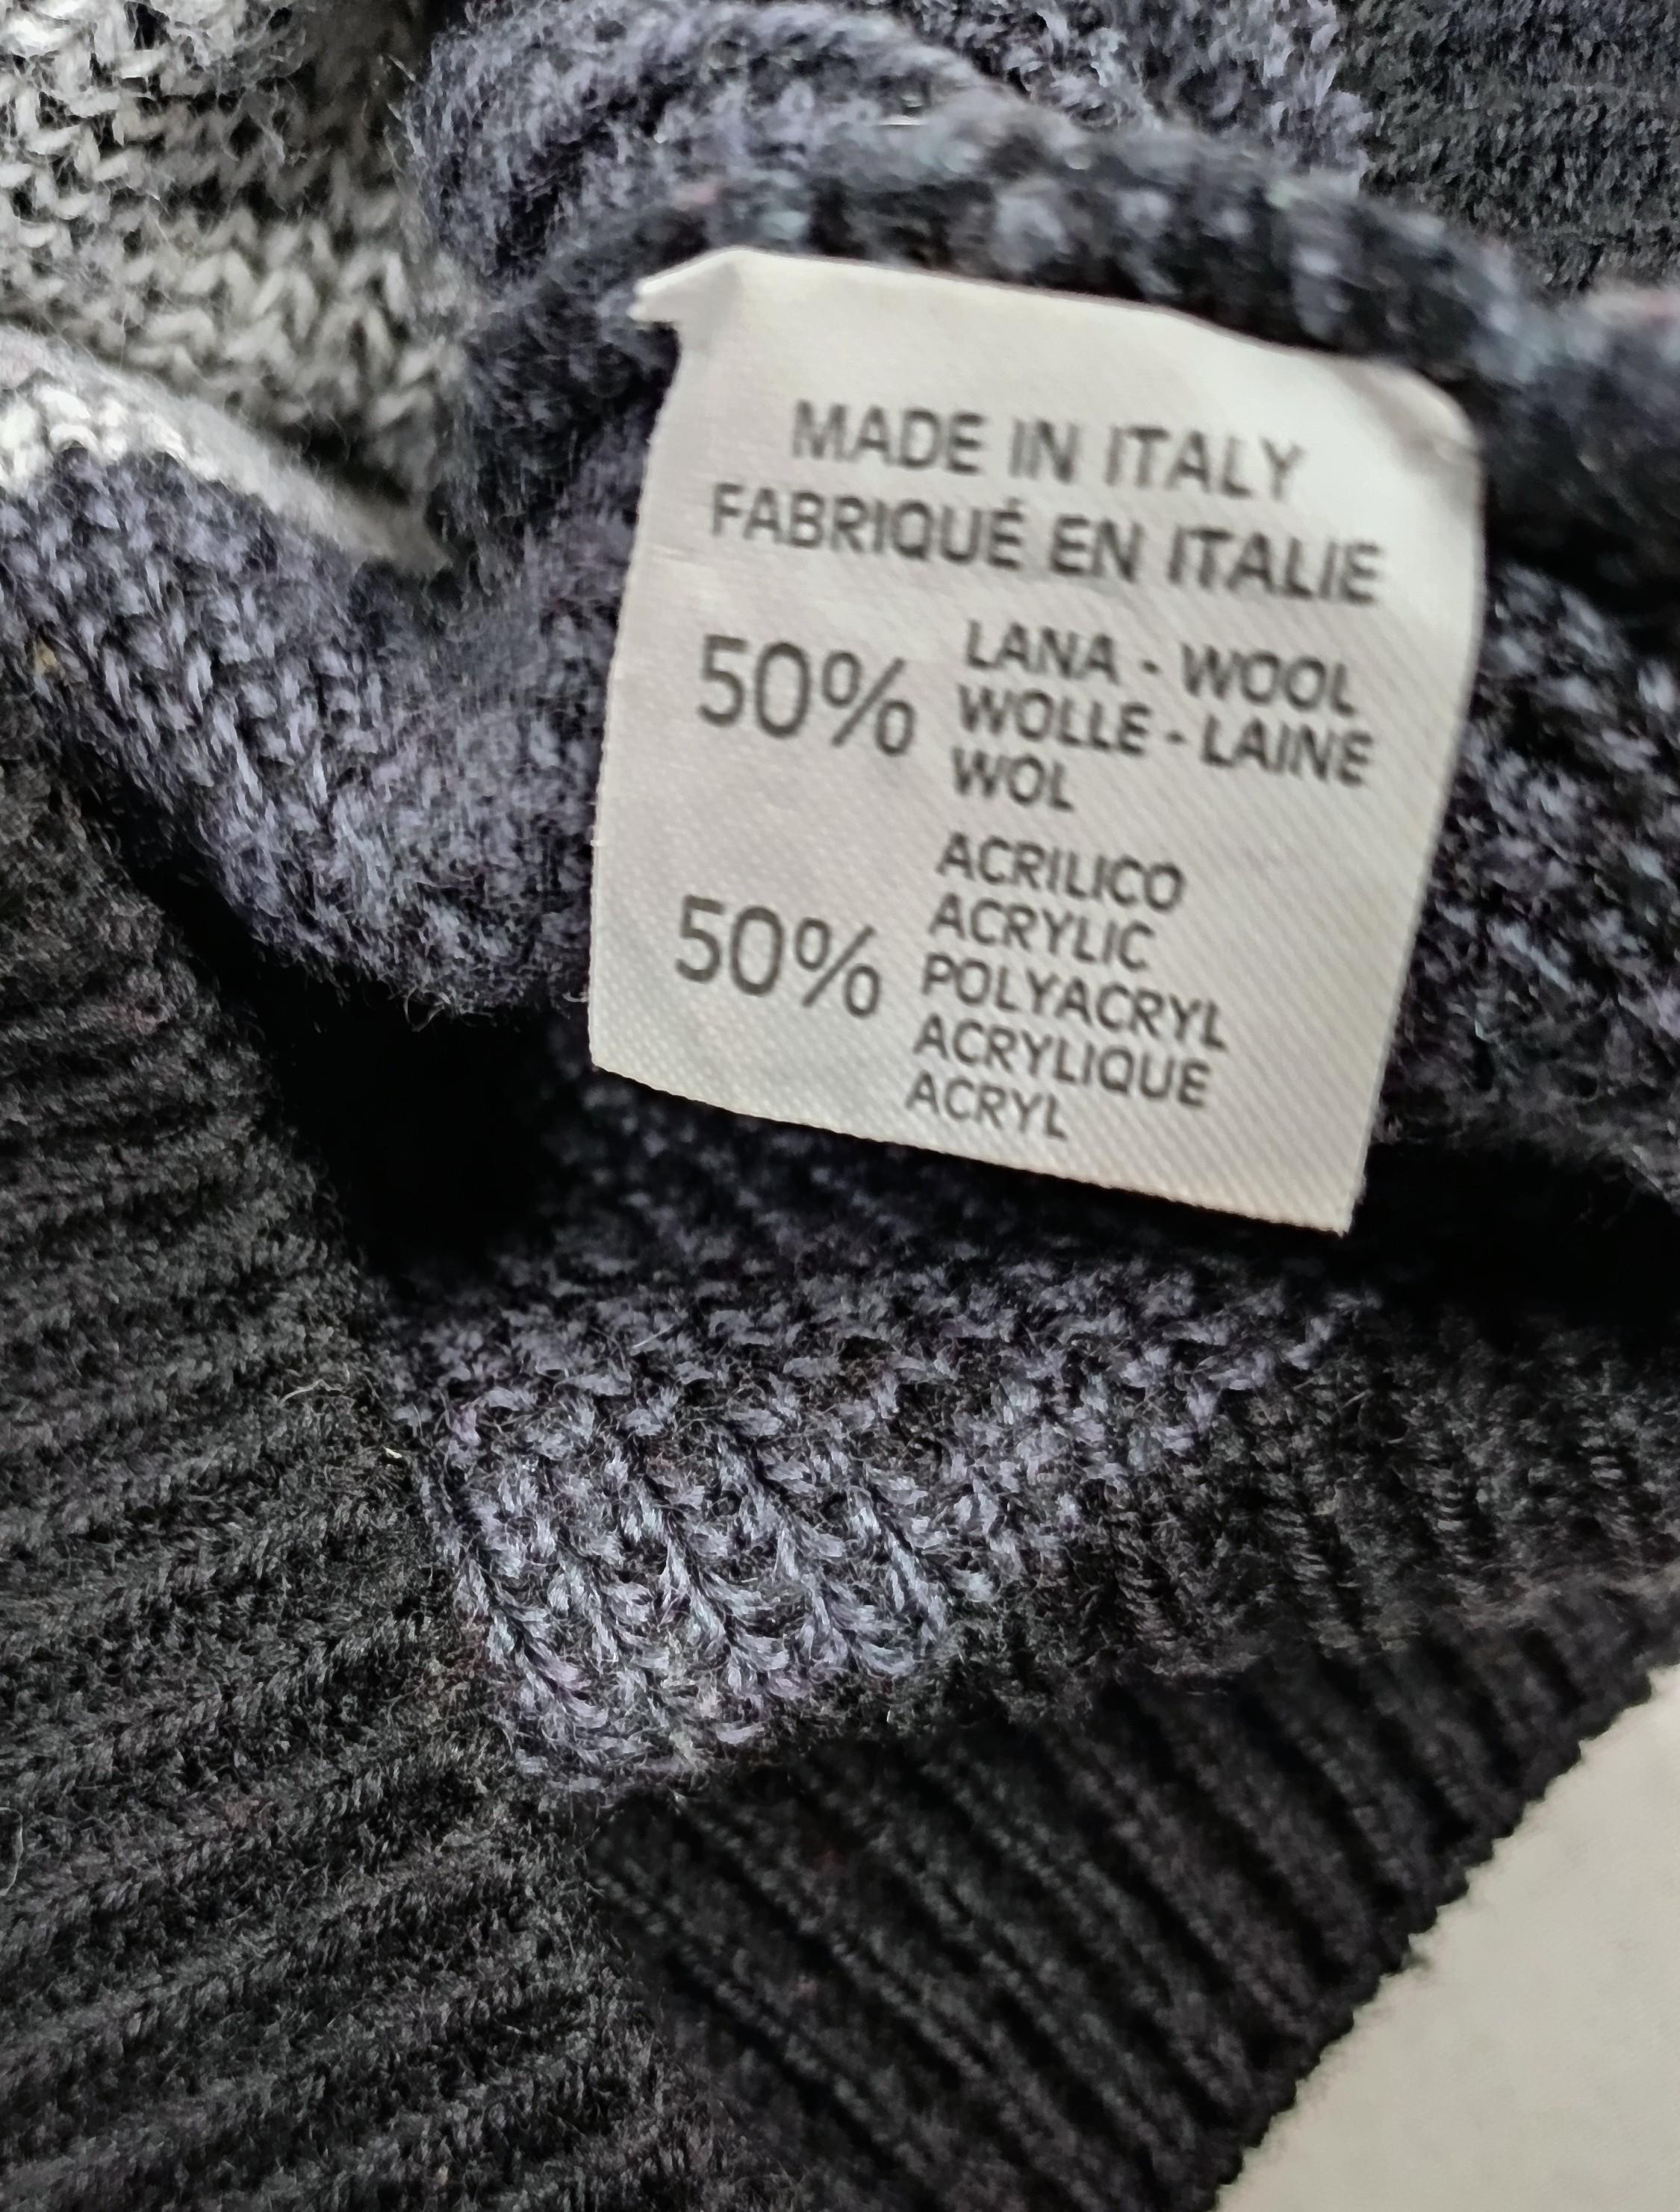 MADE IN ITALY
FABRIQUÉ EN ITALIE
50% LANA - WOOL
WOLLE - LAINE
WOL
50% ACRILICO
ACRYLIC
POLYACRYL
ACRYLIQUE
ACRYL